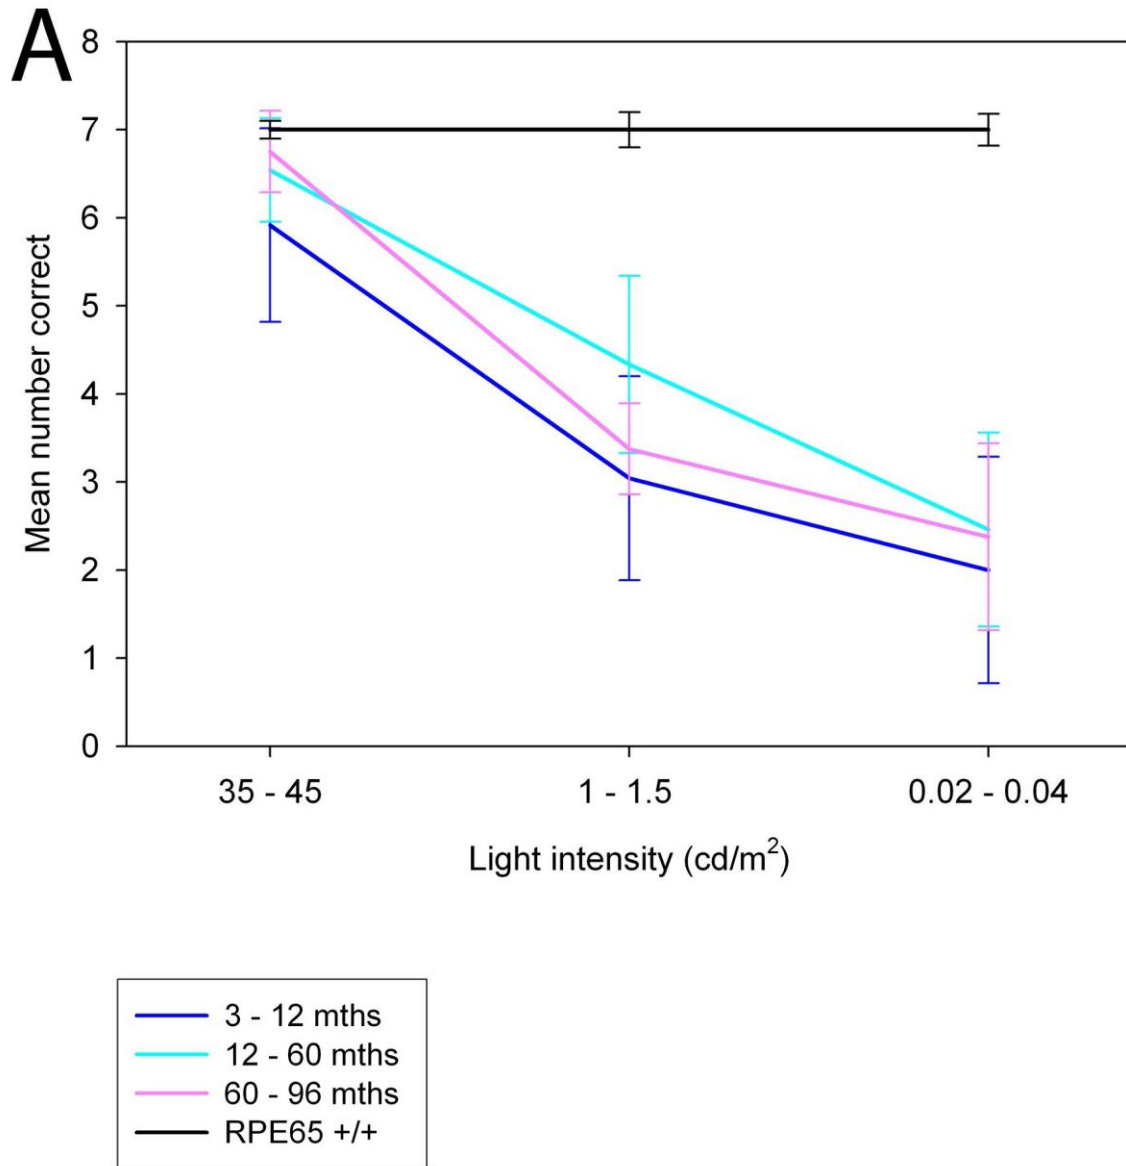 A
8
7
6
5
4
3
2
1
0
Mean number correct
35 - 45
1 - 1.5
0.02 - 0.04
Light intensity (cd/m²)
3 - 12 mths
12 - 60 mths
60 - 96 mths
RPE65 +/+